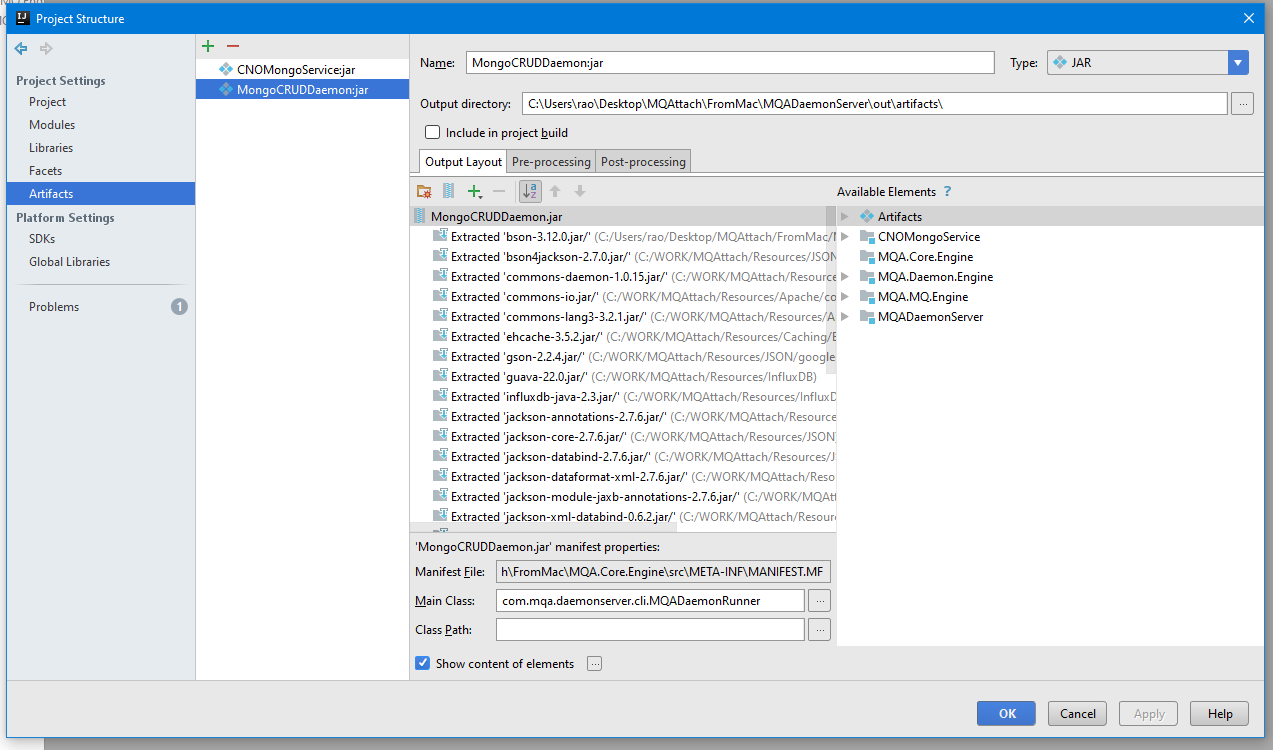 Project Structure
Project Settings
Project
Modules
Libraries
Facets
Artifacts
Platform Settings
SDKs
Global Libraries
Problems 1
CNOMongoService:jar
MongoCRUDDaemon:jar
Name: MongoCRUDDaemon:jar Type: JAR
Output directory: C:\Users\rao\Desktop\MQAttach\FromMac\MQADaemonServer\out\artifacts\ ...
Include in project build
Output Layout Pre-processing Post-processing
Available Elements ?
MongoCRUDDaemon.jar
Extracted 'bson-3.12.0.jar/' (C:/Users/rao/Desktop/MQAttach/FromMac/
Extracted 'bson4jackson-2.7.0.jar/' (C:/WORK/MQAttach/Resources/JSON
Extracted 'commons-daemon-1.0.15.jar/' (C:/WORK/MQAttach/Resource
Extracted 'commons-io.jar/' (C:/WORK/MQAttach/Resources/Apache/co
Extracted 'commons-lang3-3.2.1.jar/' (C:/WORK/MQAttach/Resources/A
Extracted 'ehcache-3.5.2.jar/' (C:/WORK/MQAttach/Resources/Caching/E
Extracted 'gson-2.2.4.jar/' (C:/WORK/MQAttach/Resources/JSON/google
Extracted 'guava-22.0.jar/' (C:/WORK/MQAttach/Resources/InfluxDB)
Extracted 'influxdb-java-2.3.jar/' (C:/WORK/MQAttach/Resources/InfluxD
Extracted 'jackson-annotations-2.7.6.jar/' (C:/WORK/MQAttach/Resource
Extracted 'jackson-core-2.7.6.jar/' (C:/WORK/MQAttach/Resources/JSON
Extracted 'jackson-databind-2.7.6.jar/' (C:/WORK/MQAttach/Resources/J
Extracted 'jackson-dataformat-xml-2.7.6.jar/' (C:/WORK/MQAttach/Reso
Extracted 'jackson-module-jaxb-annotations-2.7.6.jar/' (C:/WORK/MQAtt
Extracted 'jackson-xml-databind-0.6.2.jar/' (C:/WORK/MQAttach/Resour
Artifacts
CNOMongoService
MQA.Core.Engine
MQA.Daemon.Engine
MQA.MQ.Engine
MQADaemonServer
'MongoCRUDDaemon.jar' manifest properties:
Manifest File: h\FromMac\MQA.Core.Engine\src\META-INF\MANIFEST.MF
Main Class: com.mqa.daemonserver.cli.MQADaemonRunner ...
Class Path: ...
Show content of elements ...
OK Cancel Apply Help